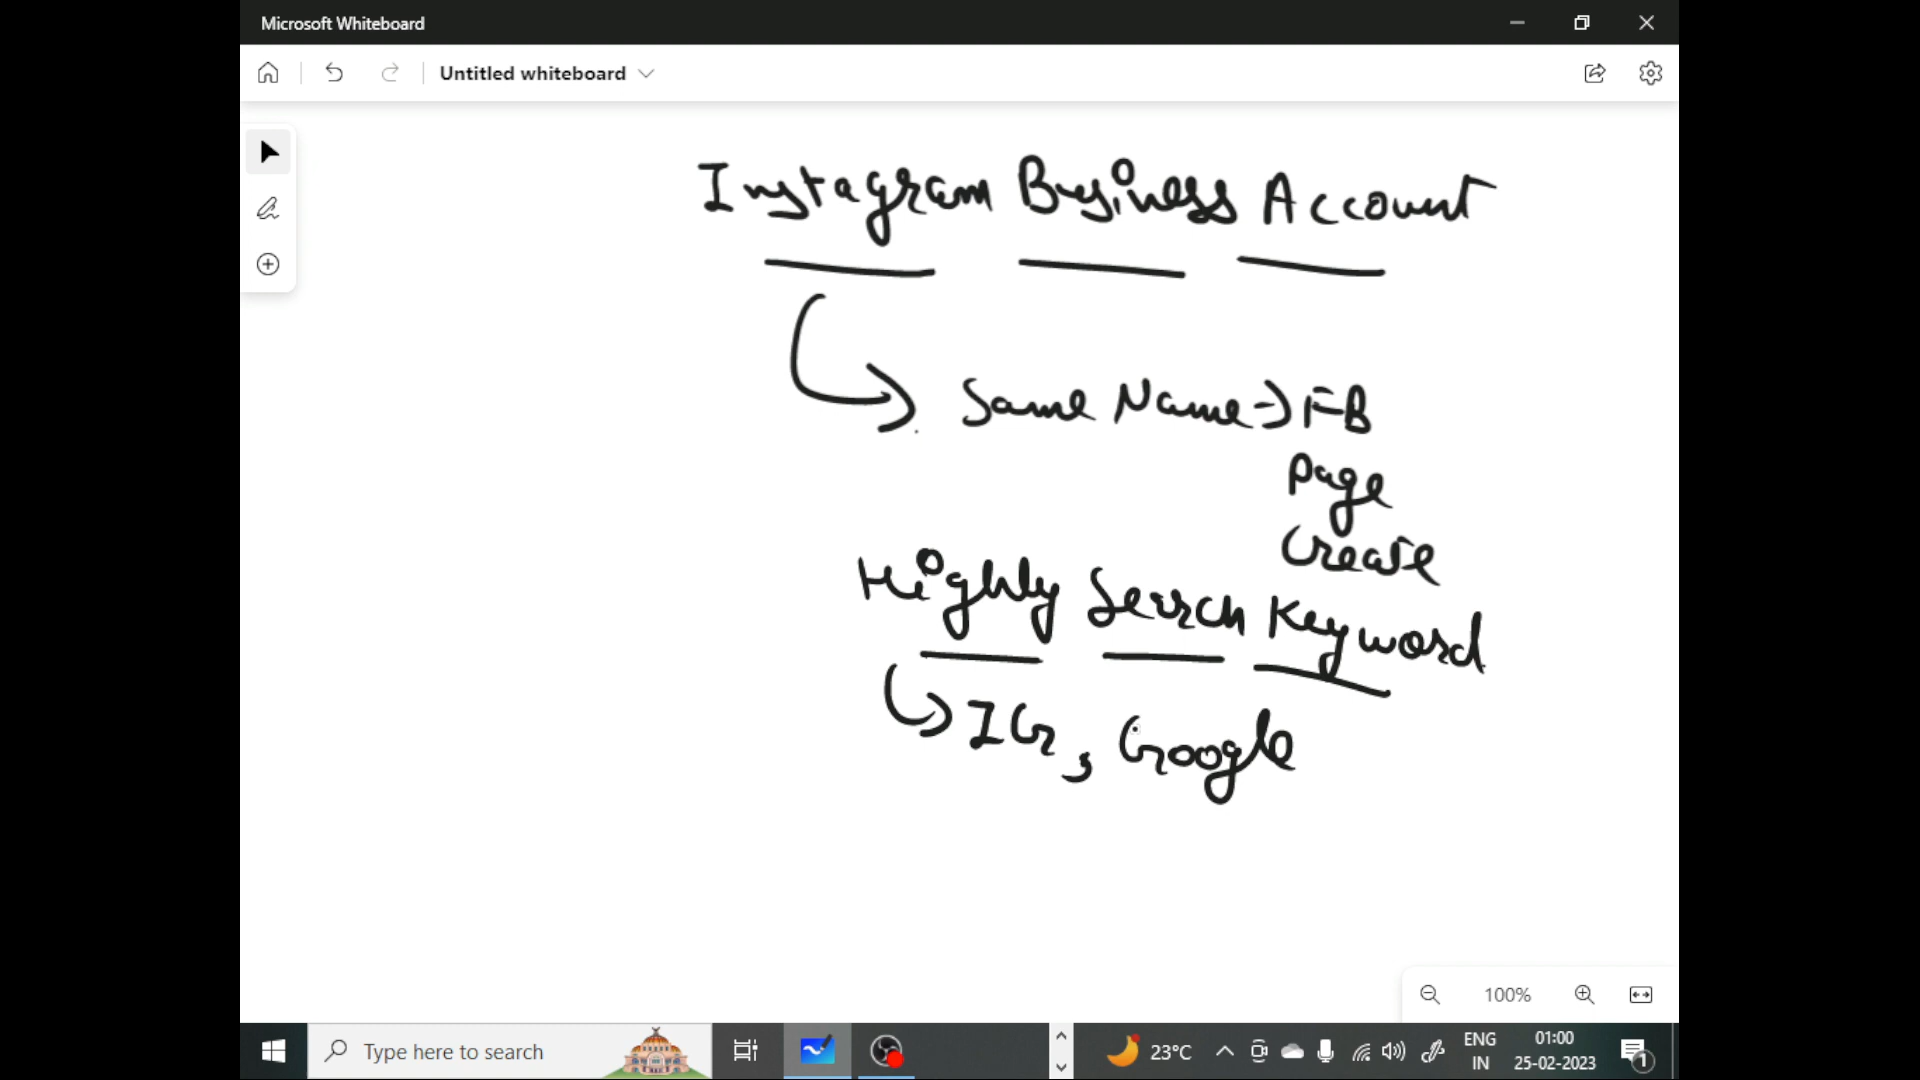 Microsoft Whiteboard
Untitled whiteboard
Instagram Business Account
Same Name → FB
Page
Create
Highly Search Keyword
IG, Google
100%
Type here to search
23°C
ENG 01:00
IN 25-02-2023
1